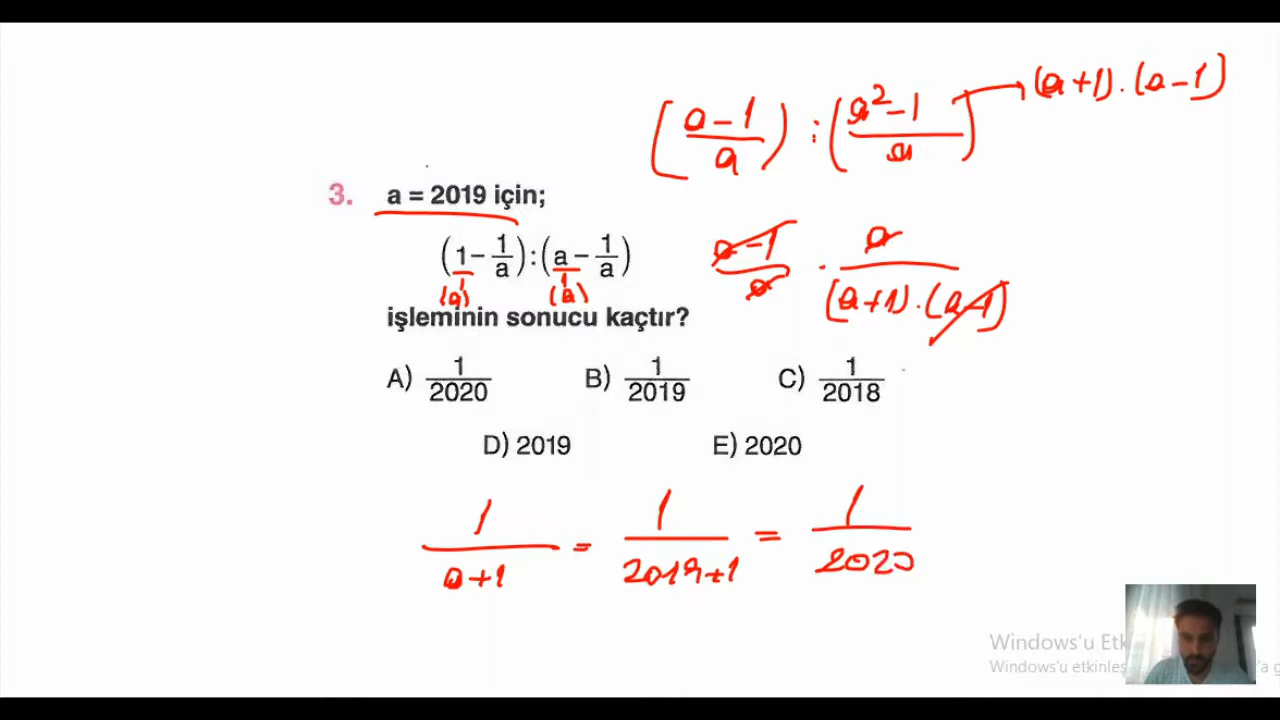 (a-1/a) : (a²-1/a) → (a+1).(a-1)
3. a = 2019 için;
(1 - 1/a) : (a - 1/a)
(a) (a)
a-1/a . a/(a+1).(a-1)
işleminin sonucu kaçtır?
A) 1/2020 B) 1/2019 C) 1/2018
D) 2019 E) 2020
1/a+1 = 1/2019+1 = 1/2020
Windows'u Etk
Windows'u etkinleş